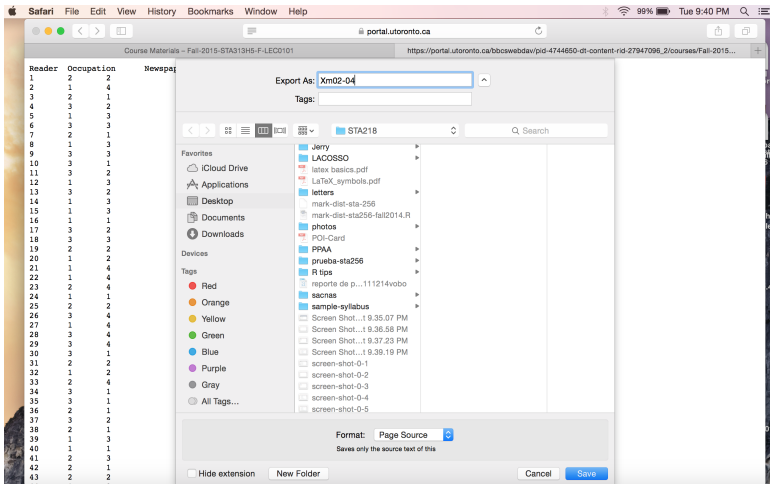 Safari File Edit View History Bookmarks Window Help 99% Tue 9:40 PM
portal.utoronto.ca
Course Materials – Fall-2015-STA313H5-F-LEC0101 https://portal.utoronto.ca/bbcswebdav/pid-4744650-dt-content-rid-27947096_2/courses/Fall-2015...
Reader Occupation Newspap
1 2 2
2 1 4
3 2 1
4 3 2
5 1 3
6 3 3
7 2 1
8 1 3
9 3 3
10 3 1
11 3 2
12 1 3
13 3 2
14 1 3
15 1 3
16 1 1
17 3 2
18 3 3
19 2 2
20 1 2
21 1 4
22 1 4
23 2 4
24 1 1
25 2 2
26 3 4
27 1 4
28 3 4
29 3 4
30 3 1
31 2 2
32 1 2
33 2 4
34 3 1
35 3 1
36 2 1
37 3 2
38 2 1
39 1 3
40 1 1
41 2 3
42 2 1
43 2 2
Export As: Xm02-04
Tags:
STA218
Search
Favorites
iCloud Drive
Applications
Desktop
Documents
Downloads
Devices
Tags
Red
Orange
Yellow
Green
Blue
Purple
Gray
All Tags...
Jerry
LACOSSO
latex basics.pdf
LaTeX_symbols.pdf
letters
mark-dist-sta-256
mark-dist-sta256-fall2014.R
photos
POI-Card
PPAA
prueba-sta256
R tips
reporte de p...111214vobo
sacnas
sample-syllabus
Screen Shot...t 9.35.07 PM
Screen Shot...t 9.36.58 PM
Screen Shot...t 9.37.23 PM
Screen Shot...t 9.39.19 PM
screen-shot-0-1
screen-shot-0-2
screen-shot-0-3
screen-shot-0-4
screen-shot-0-5
Format: Page Source
Saves only the source text of this
Hide extension New Folder Cancel Save